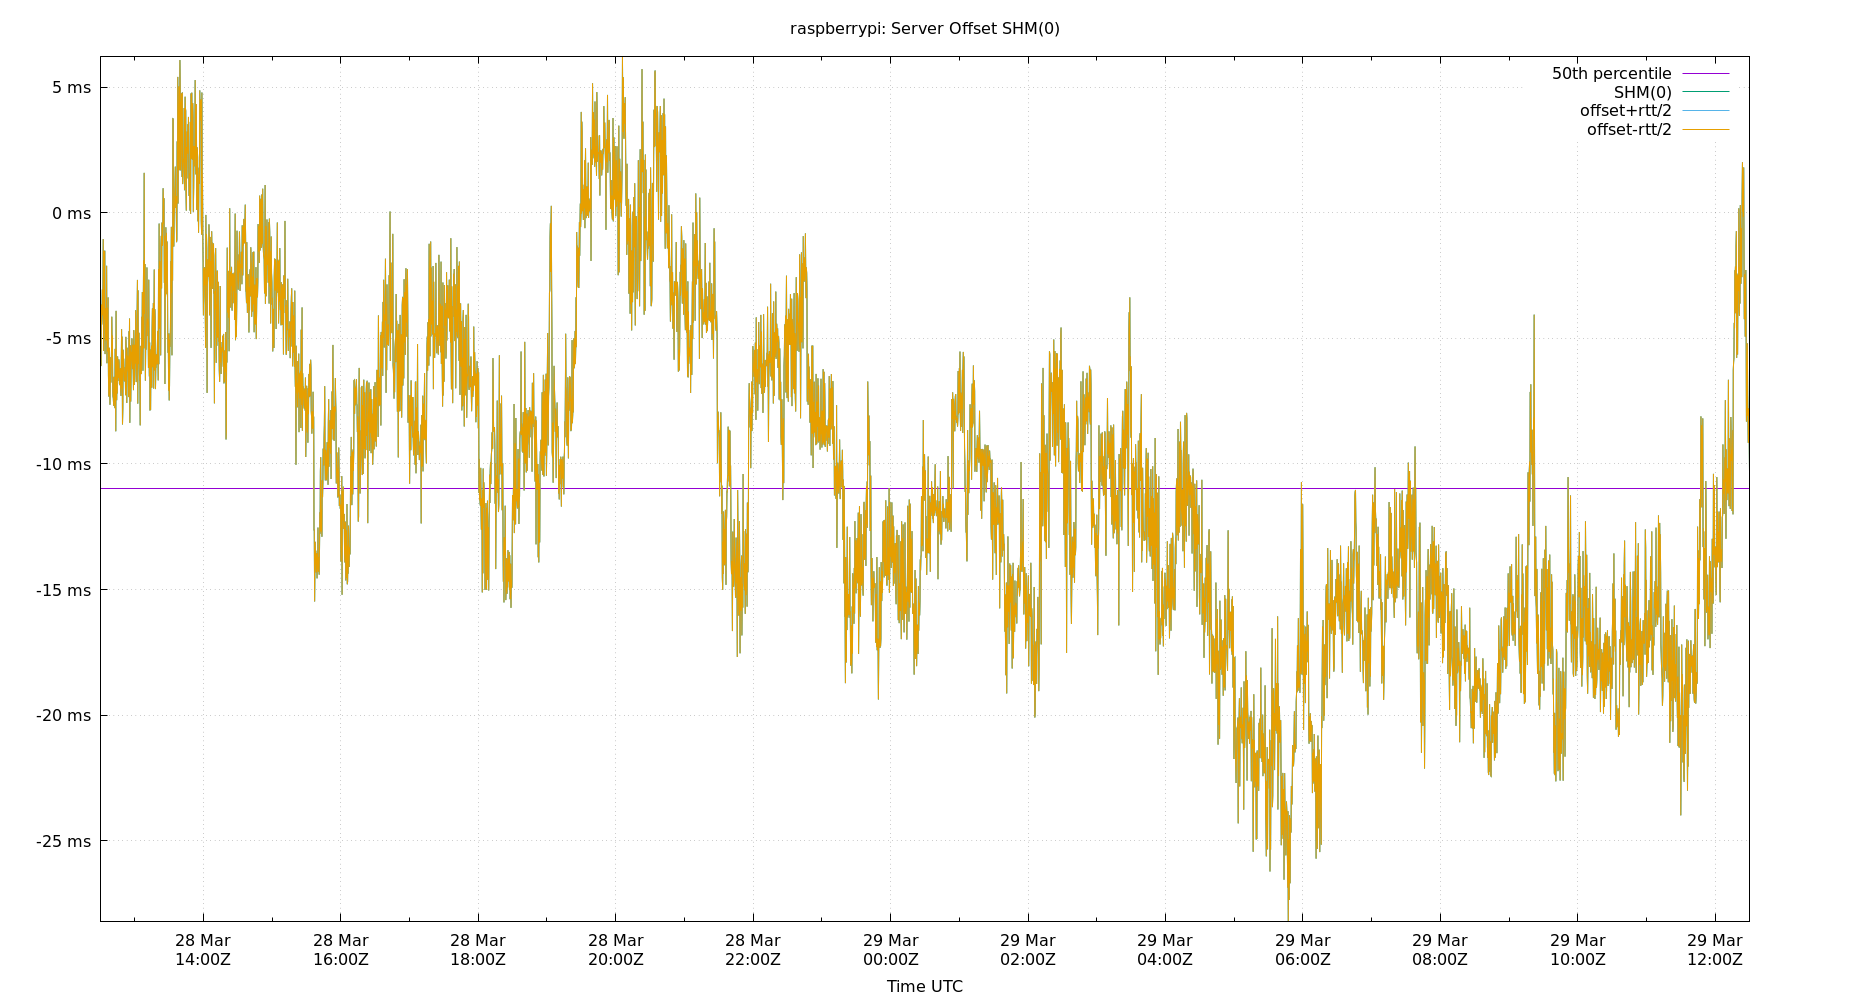 raspberrypi: Server Offset SHM(0)
50th percentile
SHM(0)
offset+rtt/2
offset-rtt/2
5 ms
0 ms
-5 ms
-10 ms
-15 ms
-20 ms
-25 ms
28 Mar 28 Mar 28 Mar 28 Mar 28 Mar 29 Mar 29 Mar 29 Mar 29 Mar 29 Mar 29 Mar 29 Mar
14:00Z 16:00Z 18:00Z 20:00Z 22:00Z 00:00Z 02:00Z 04:00Z 06:00Z 08:00Z 10:00Z 12:00Z
Time UTC